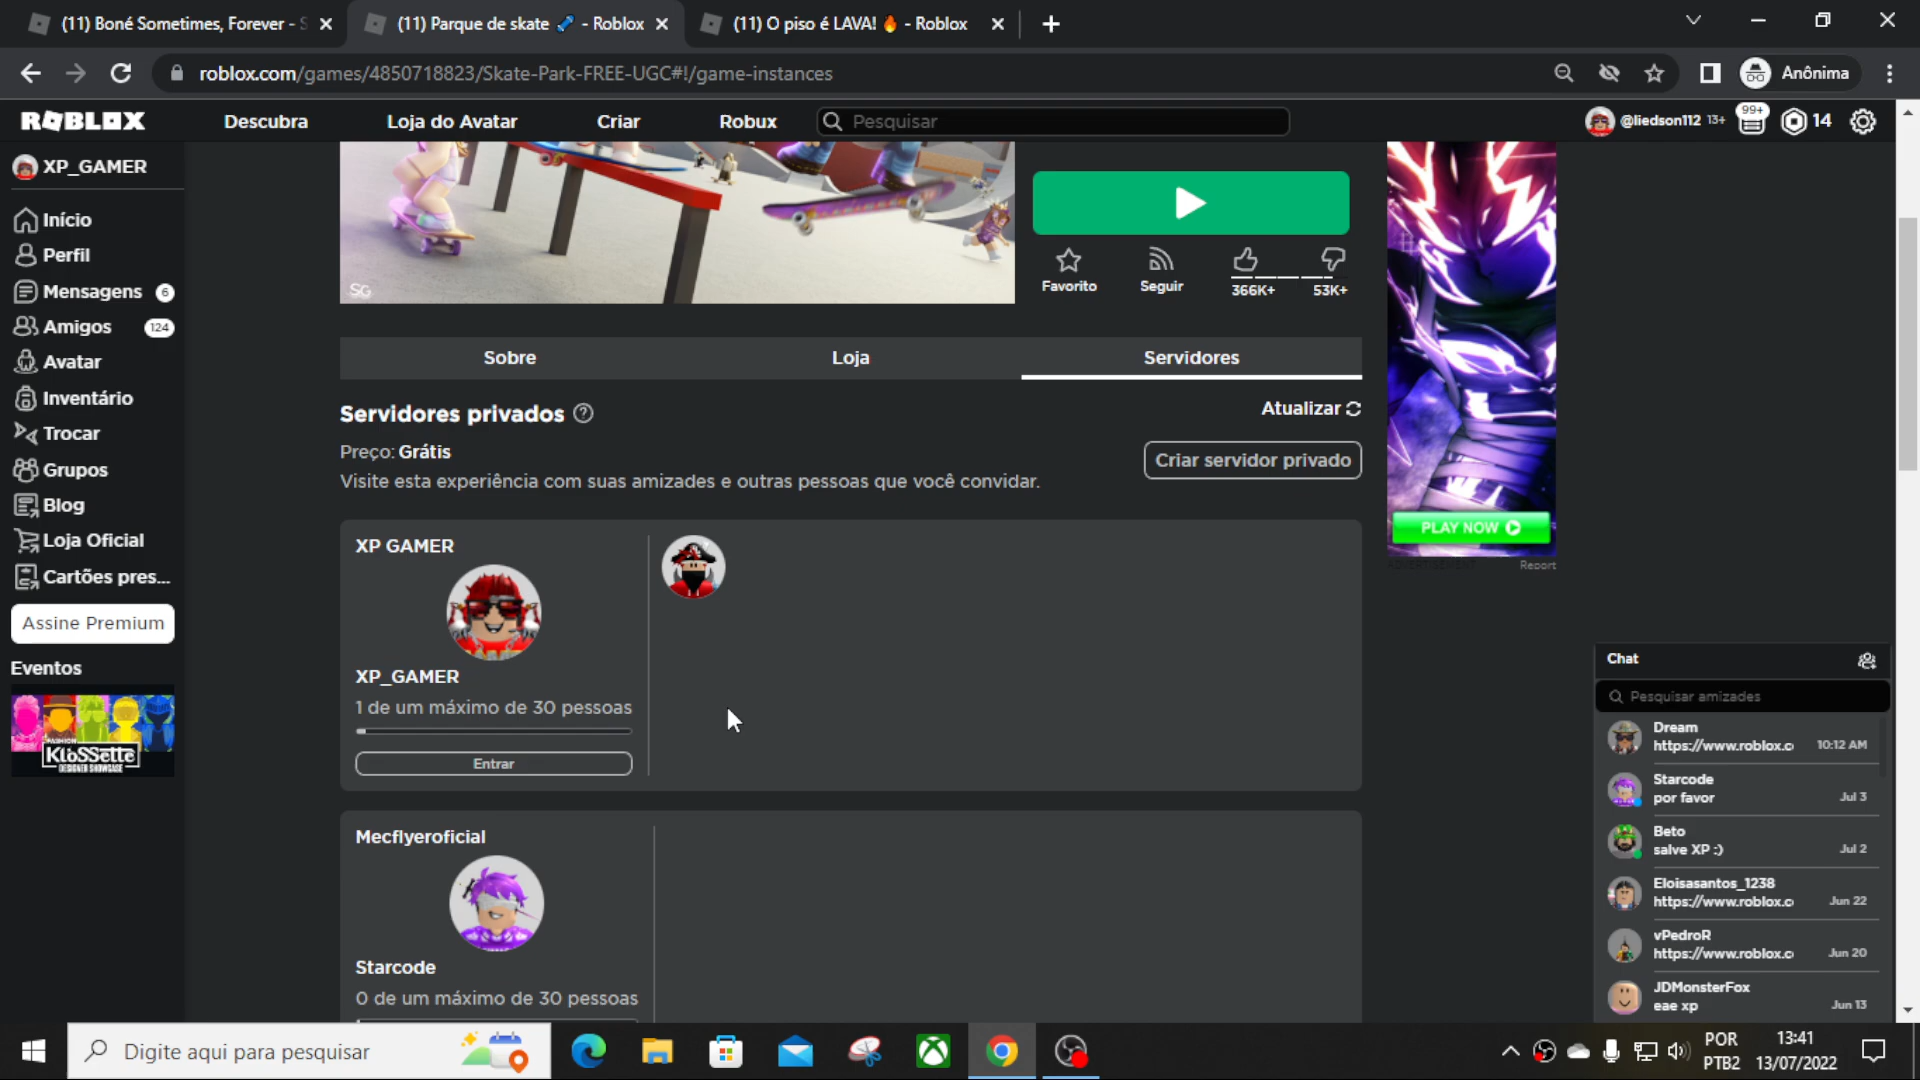 (11) Boné Sometimes, Forever - S
(11) Parque de skate - Roblox
(11) O piso é LAVA! - Roblox
roblox.com/games/4850718823/Skate-Park-FREE-UGC#!/game-instances
Anônima
ROBLOX
Descubra
Loja do Avatar
Criar
Robux
Pesquisar
@liedson112 13+
99+
14
XP_GAMER
Início
Perfil
Mensagens 6
Amigos 124
Avatar
Inventário
Trocar
Grupos
Blog
Loja Oficial
Cartões pres...
Assine Premium
Eventos
FASHION
KloSSette
DESIGNER SHOWCASE
SG
Favorito
Seguir
366K+
53K+
Sobre
Loja
Servidores
Servidores privados
Atualizar
Preço: Grátis
Criar servidor privado
Visite esta experiência com suas amizades e outras pessoas que você convidar.
XP GAMER
XP_GAMER
1 de um máximo de 30 pessoas
Entrar
Mecflyeroficial
Starcode
0 de um máximo de 30 pessoas
PLAY NOW
ADVERTISEMENT
Report
Chat
Pesquisar amizades
Dream
https://www.roblox.c 10:12 AM
Starcode
por favor Jul 3
Beto
salve XP :) Jul 2
Eloisasantos_1238
https://www.roblox.c Jun 22
vPedroR
https://www.roblox.c Jun 20
JDMonsterFox
eae xp Jun 13
Digite aqui para pesquisar
POR
PTB2
13:41
13/07/2022